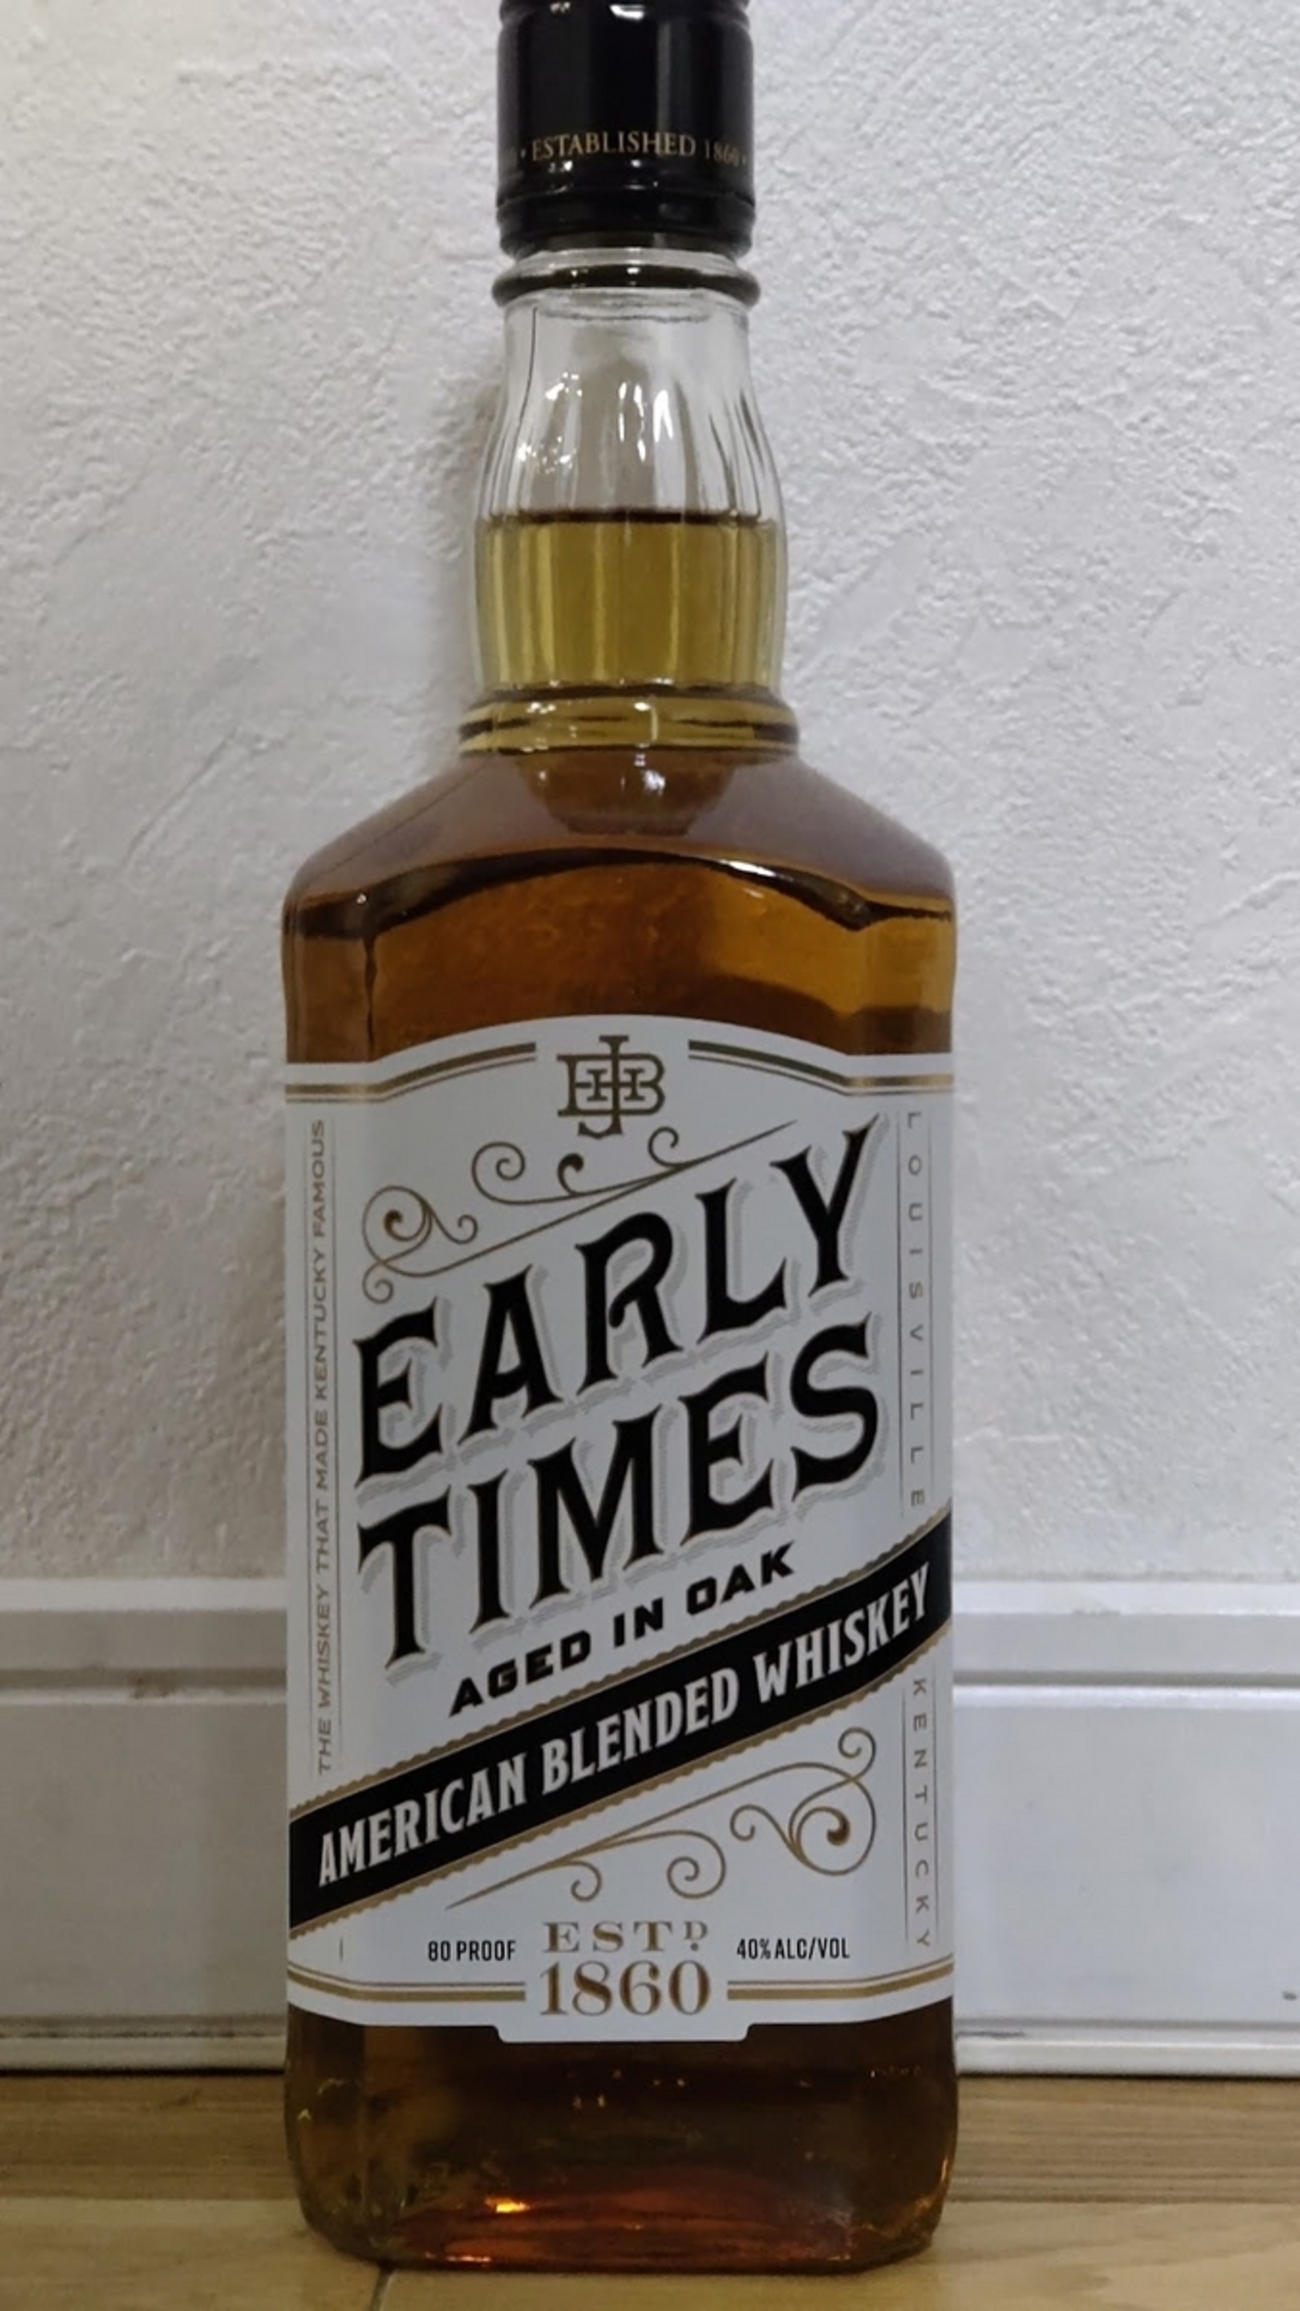 · ESTABLISHED 1860 ·
JEHB
THE WHISKEY THAT MADE KENTUCKY FAMOUS
EARLY
TIMES
AGED IN OAK
AMERICAN BLENDED WHISKEY
LOUISVILLE
KENTUCKY
80 PROOF
ESTD
1860
40% ALC/VOL